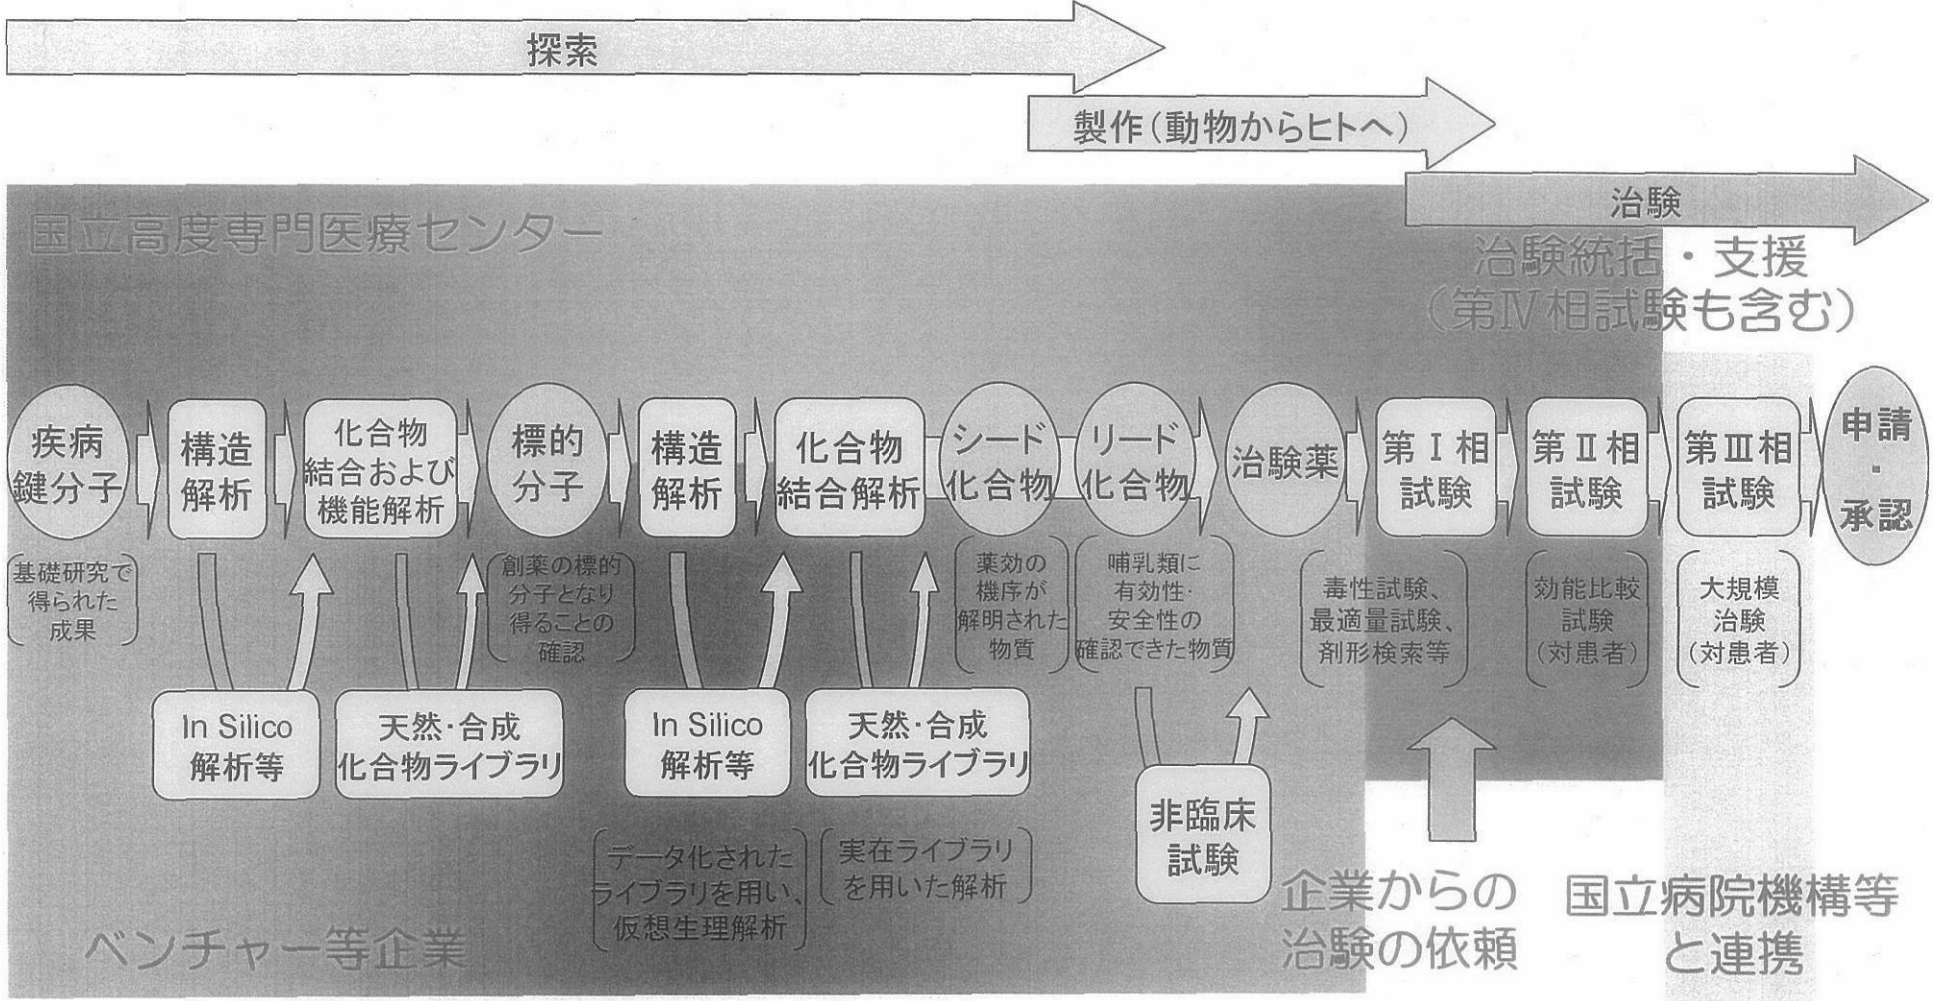 探索
製作(動物からヒトへ)
治験
国立高度専門医療センター
治験統括・支援
(第Ⅳ相試験も含む)
疾病
鍵分子
構造
解析
化合物
結合および
機能解析
標的
分子
構造
解析
化合物
結合解析
シード
化合物
リード
化合物
治験薬
第Ⅰ相
試験
第Ⅱ相
試験
第Ⅲ相
試験
申請
・
承認
基礎研究で
得られた
成果
創薬の標的
分子となり
得ることの
確認
薬効の
機序が
解明された
物質
哺乳類に
有効性・
安全性の
確認できた物質
毒性試験、
最適量試験、
剤形検索等
効能比較
試験
(対患者)
大規模
治験
(対患者)
In Silico
解析等
天然・合成
化合物ライブラリ
In Silico
解析等
天然・合成
化合物ライブラリ
非臨床
試験
データ化された
ライブラリを用い、
仮想生理解析
実在ライブラリ
を用いた解析
ベンチャー等企業
企業からの
治験の依頼
国立病院機構等
と連携